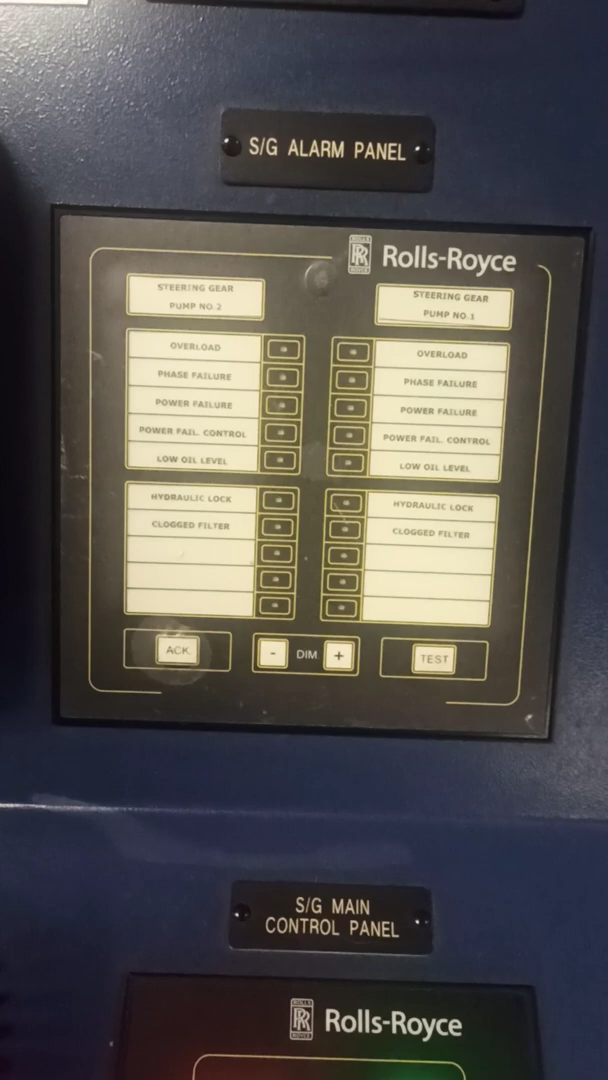 S/G ALARM PANEL
Rolls-Royce
STEERING GEAR
PUMP NO.2
OVERLOAD
PHASE FAILURE
POWER FAILURE
POWER FAIL. CONTROL
LOW OIL LEVEL
HYDRAULIC LOCK
CLOGGED FILTER
STEERING GEAR
PUMP NO.1
OVERLOAD
PHASE FAILURE
POWER FAILURE
POWER FAIL. CONTROL
LOW OIL LEVEL
HYDRAULIC LOCK
CLOGGED FILTER
ACK.
- DIM. +
TEST
S/G MAIN
CONTROL PANEL
ROLLS
RR
ROYCE
Rolls-Royce